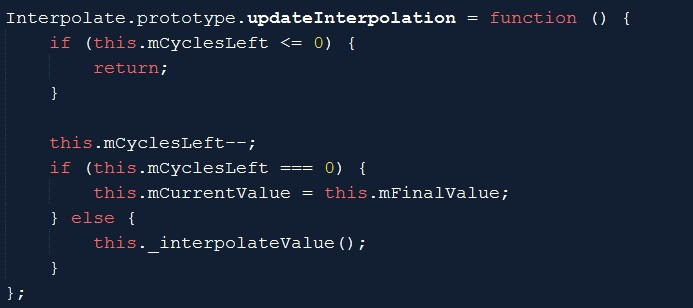 Interpolate.prototype.updateInterpolation = function () {
    if (this.mCyclesLeft <= 0) {
        return;
    }

    this.mCyclesLeft--;
    if (this.mCyclesLeft === 0) {
        this.mCurrentValue = this.mFinalValue;
    } else {
        this._interpolateValue();
    }
};